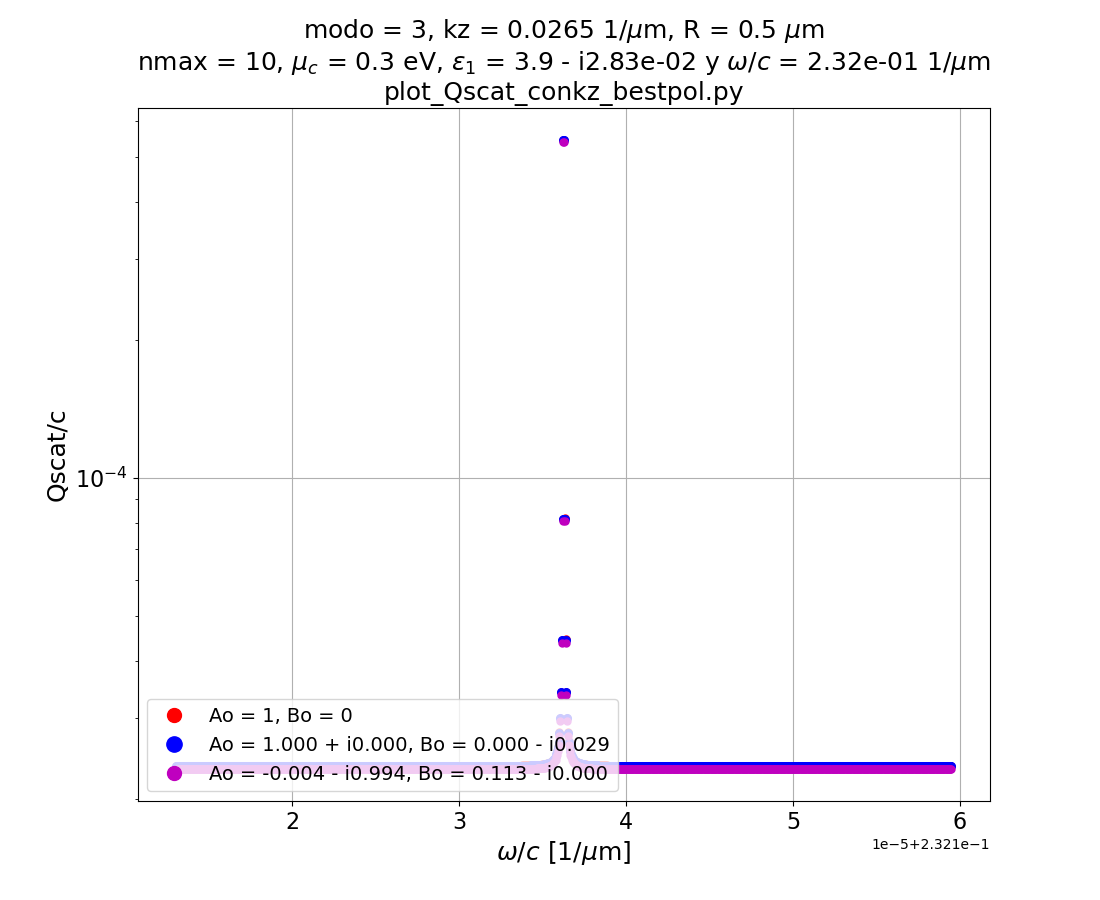 modo = 3, kz = 0.0265 1/μm, R = 0.5 μm
nmax = 10, μ_c = 0.3 eV, ε_1 = 3.9 - i2.83e-02 y ω/c = 2.32e-01 1/μm
plot_Qscat_conkz_bestpol.py
Qscat/c
10^{-4}
Ao = 1, Bo = 0
Ao = 1.000 + i0.000, Bo = 0.000 - i0.029
Ao = -0.004 - i0.994, Bo = 0.113 - i0.000
2 3 4 5 6
1e-5+2.321e-1
ω/c [1/μm]